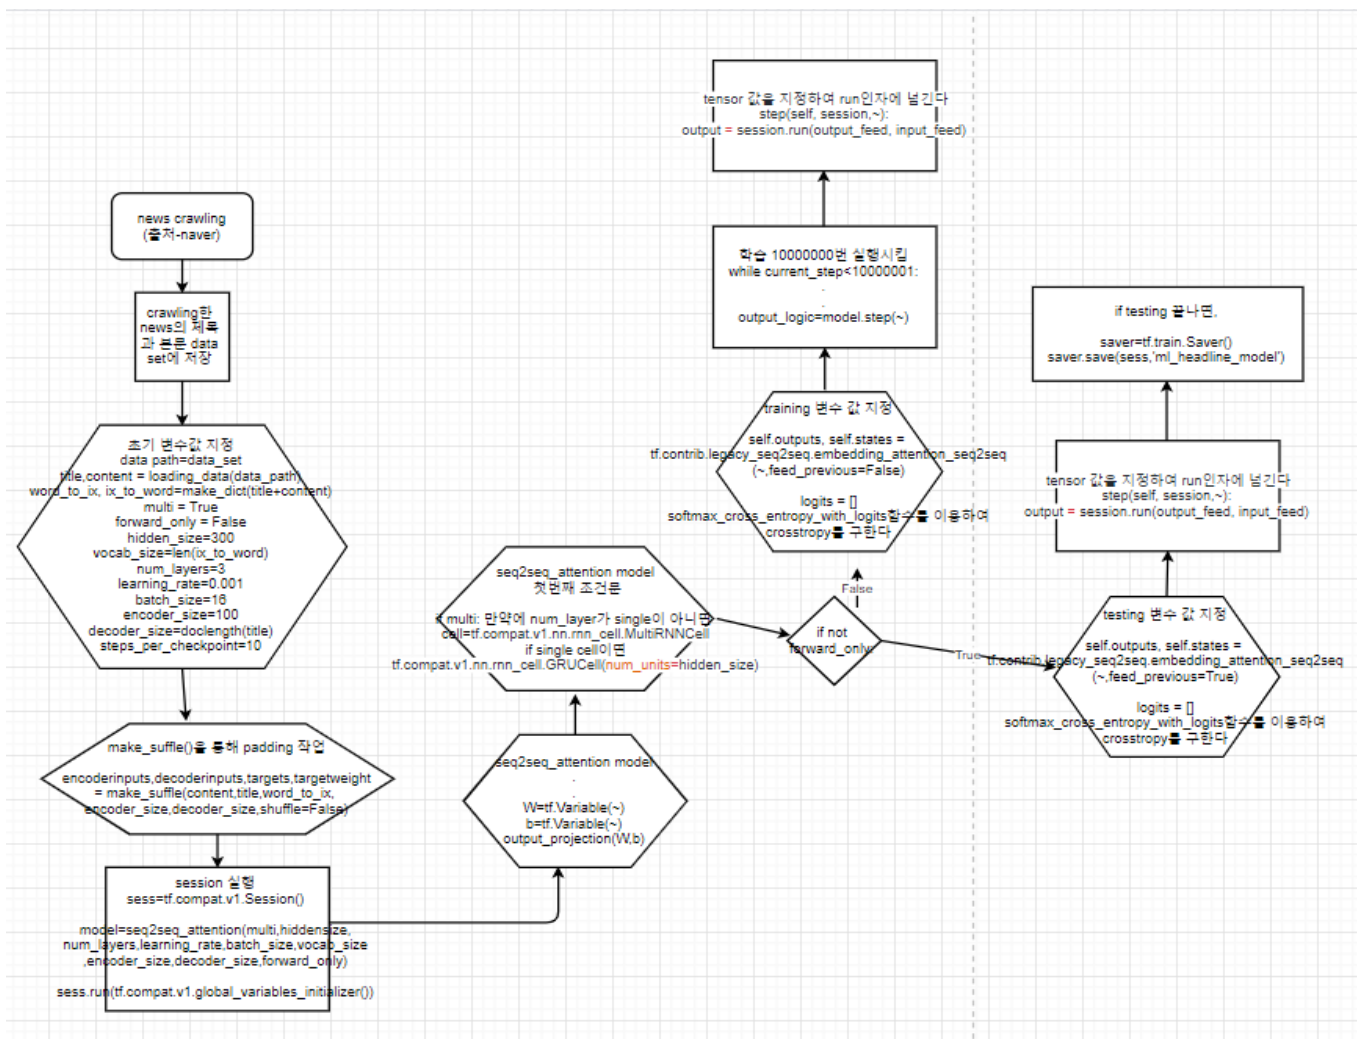 news crawling
(출처-naver)
crawling한
news의 제목
과 본문 data
set에 저장
초기 변수값 지정
data path=data_set
title,content = loading_data(data_path)
word_to_ix, ix_to_word=make_dict(title+content)
multi = True
forward_only = False
hidden_size=300
vocab_size=len(ix_to_word)
num_layers=3
learning_rate=0.001
batch_size=16
encoder_size=100
decoder_size=doclength(title)
steps_per_checkpoint=10
make_suffle()을 통해 padding 작업
encoderinputs,decoderinputs,targets,targetweight
= make_suffle(content,title,word_to_ix,
encoder_size,decoder_size,shuffle=False)
session 실행
sess=tf.compat.v1.Session()
model=seq2seq_attention(multi,hiddensize,
num_layers,learning_rate,batch_size,vocab_size
,encoder_size,decoder_size,forward_only)
sess.run(tf.compat.v1.global_variables_initializer())
seq2seq_attention model
.
.
W=tf.Variable(~)
b=tf.Variable(~)
output_projection(W,b)
seq2seq_attention model
첫번째 조건문
if multi: 만약에 num_layer가 single이 아니면
cell=tf.compat.v1.nn.rnn_cell.MultiRNNCell
if single cell이면
tf.compat.v1.nn.rnn_cell.GRUCell(num_units=hidden_size)
if not
forward_only:
False
True
training 변수 값 지정
self.outputs, self.states =
tf.contrib.legacy_seq2seq.embedding_attention_seq2seq
(~,feed_previous=False)
logits = []
softmax_cross_entropy_with_logits함수를 이용하여
crosstropy를 구한다
학습 10000000번 실행시킴
while current_step<10000001:
.
.
output_logic=model.step(~)
tensor 값을 지정하여 run인자에 넘긴다
step(self, session,~):
output = session.run(output_feed, input_feed)
testing 변수 값 지정
self.outputs, self.states =
tf.contrib.legacy_seq2seq.embedding_attention_seq2seq
(~,feed_previous=True)
logits = []
softmax_cross_entropy_with_logits함수를 이용하여
crosstropy를 구한다
tensor 값을 지정하여 run인자에 넘긴다
step(self, session,~):
output = session.run(output_feed, input_feed)
if testing 끝나면,
saver=tf.train.Saver()
saver.save(sess,'ml_headline_model')